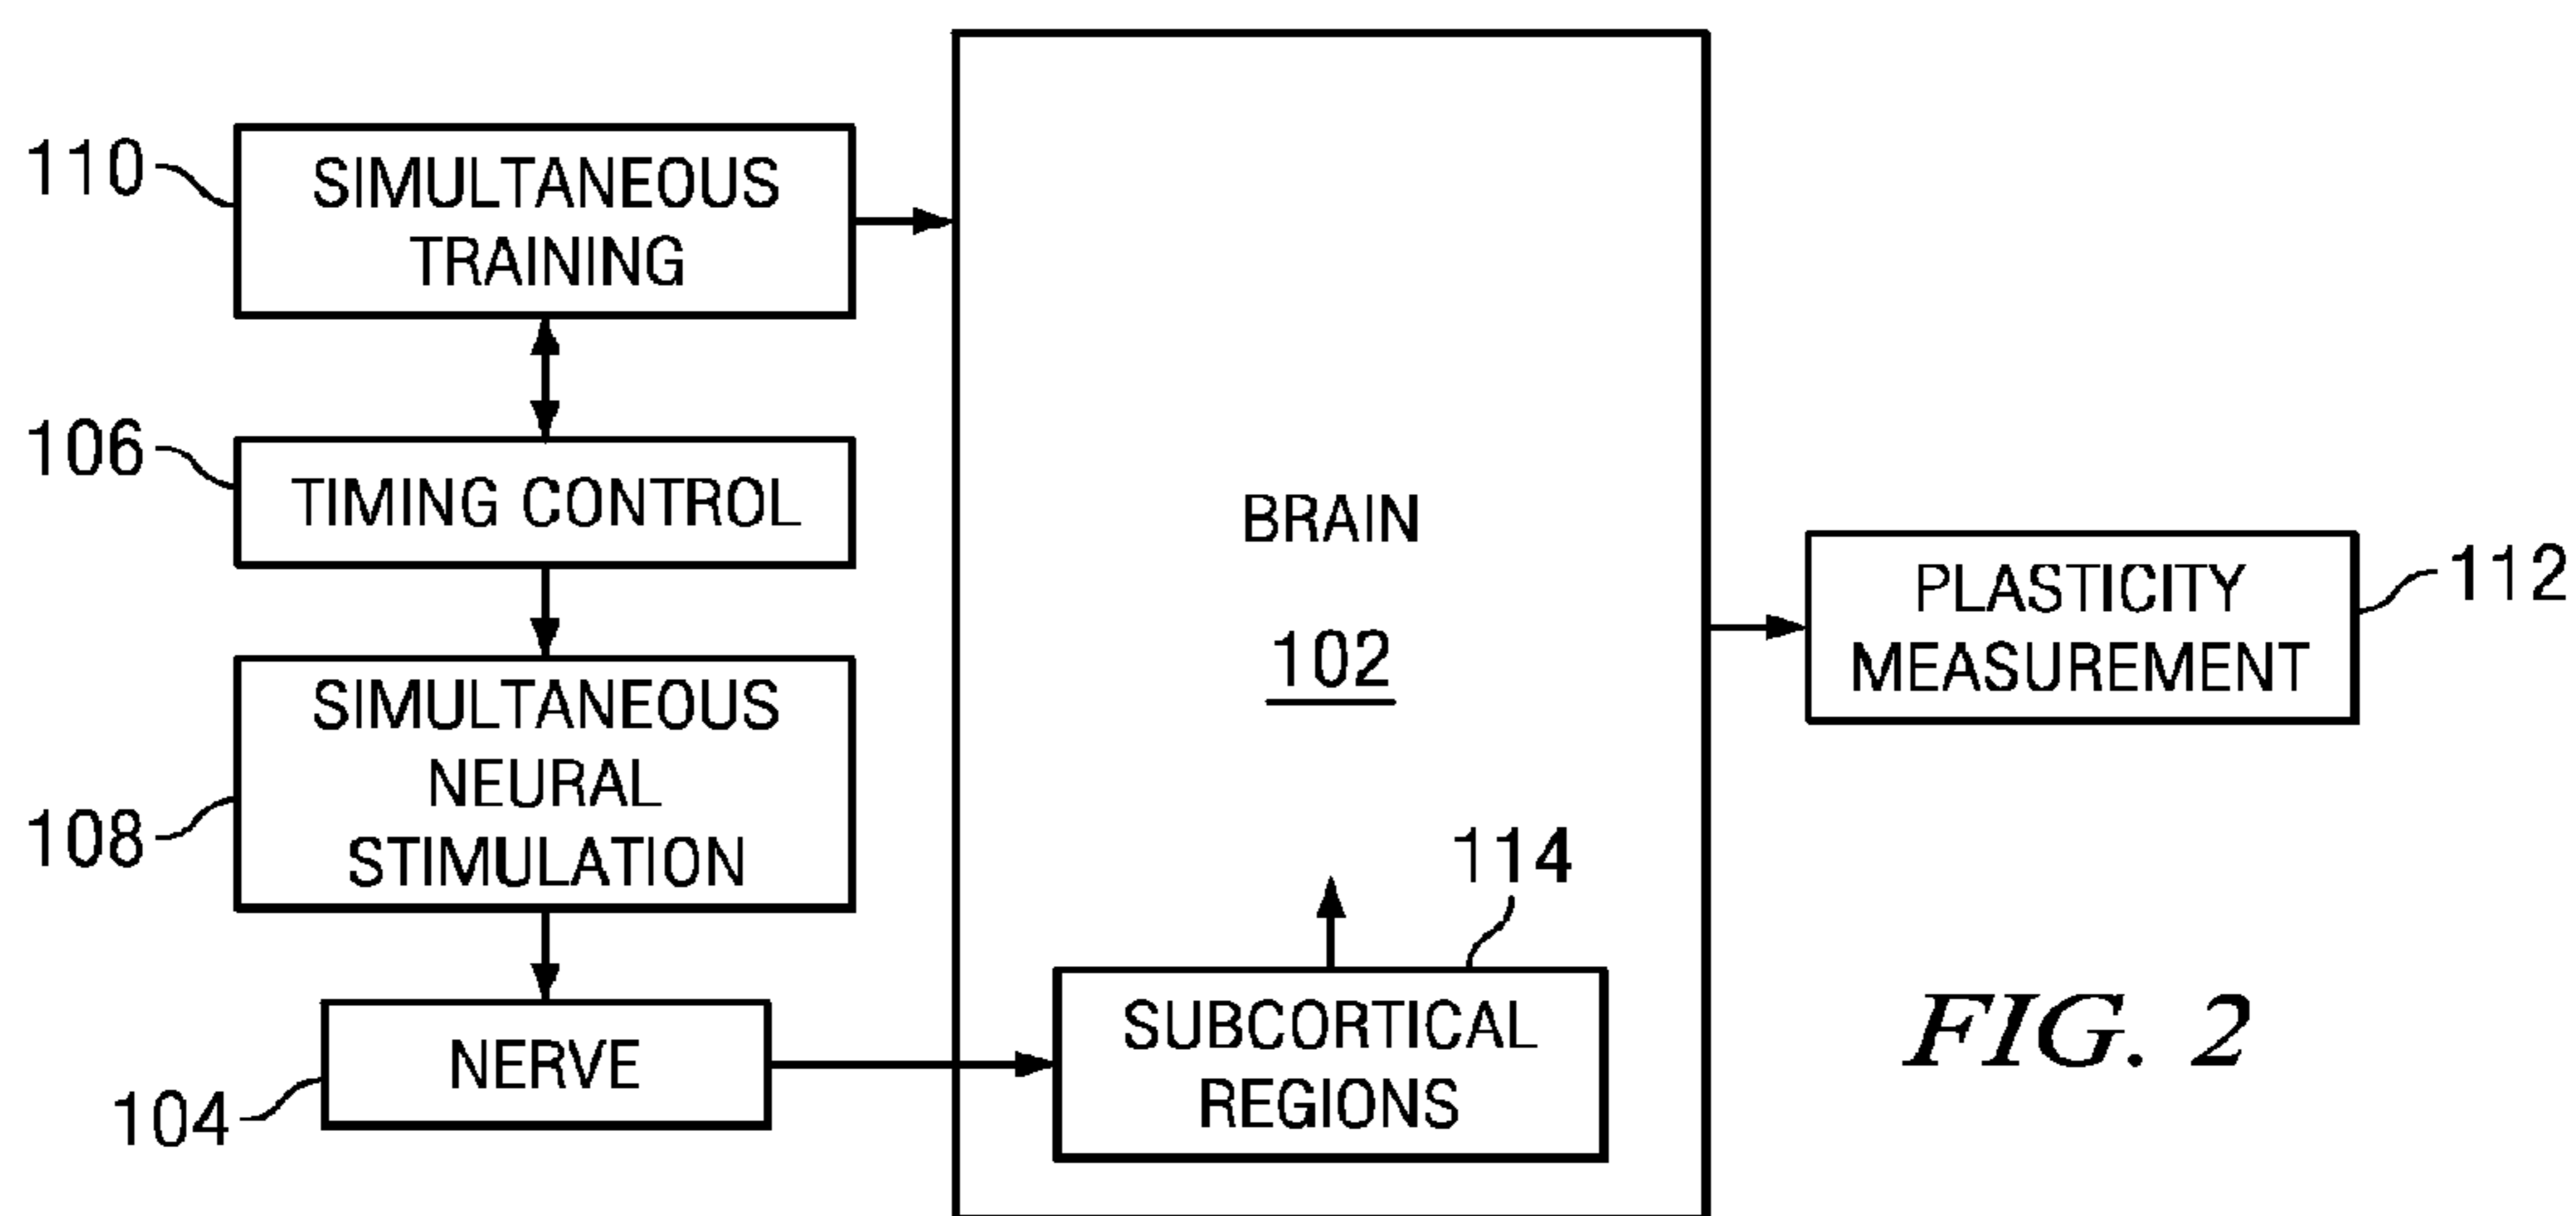 110
SIMULTANEOUS
TRAINING
106
TIMING CONTROL
108
SIMULTANEOUS
NEURAL
STIMULATION
104
NERVE
BRAIN
102
114
SUBCORTICAL
REGIONS
PLASTICITY
MEASUREMENT
112
FIG. 2